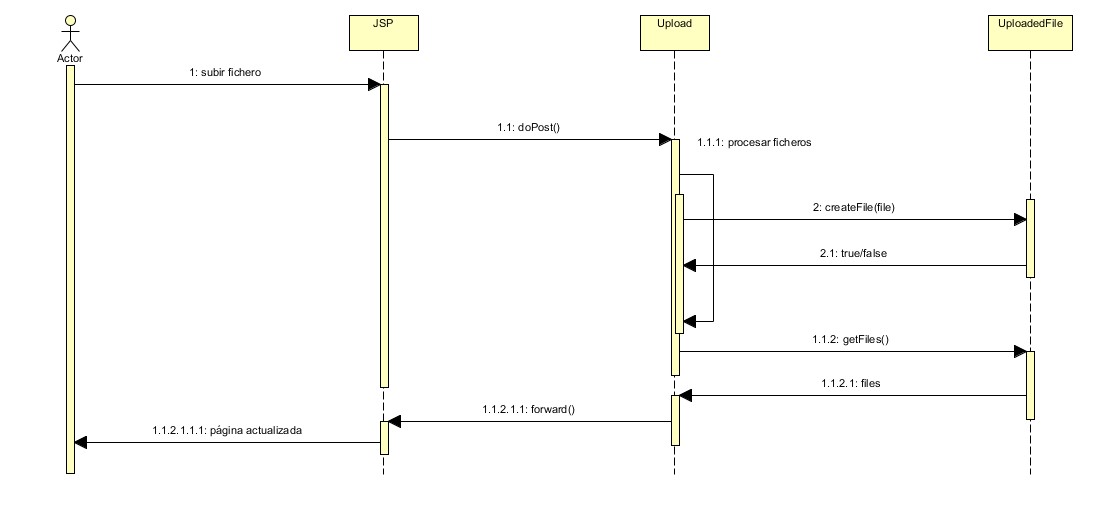 JSP
Upload
UploadedFile
Actor
1: subir fichero
1.1: doPost()
1.1.1: procesar ficheros
2: createFile(file)
2.1: true/false
1.1.2: getFiles()
1.1.2.1: files
1.1.2.1.1: forward()
1.1.2.1.1.1: página actualizada